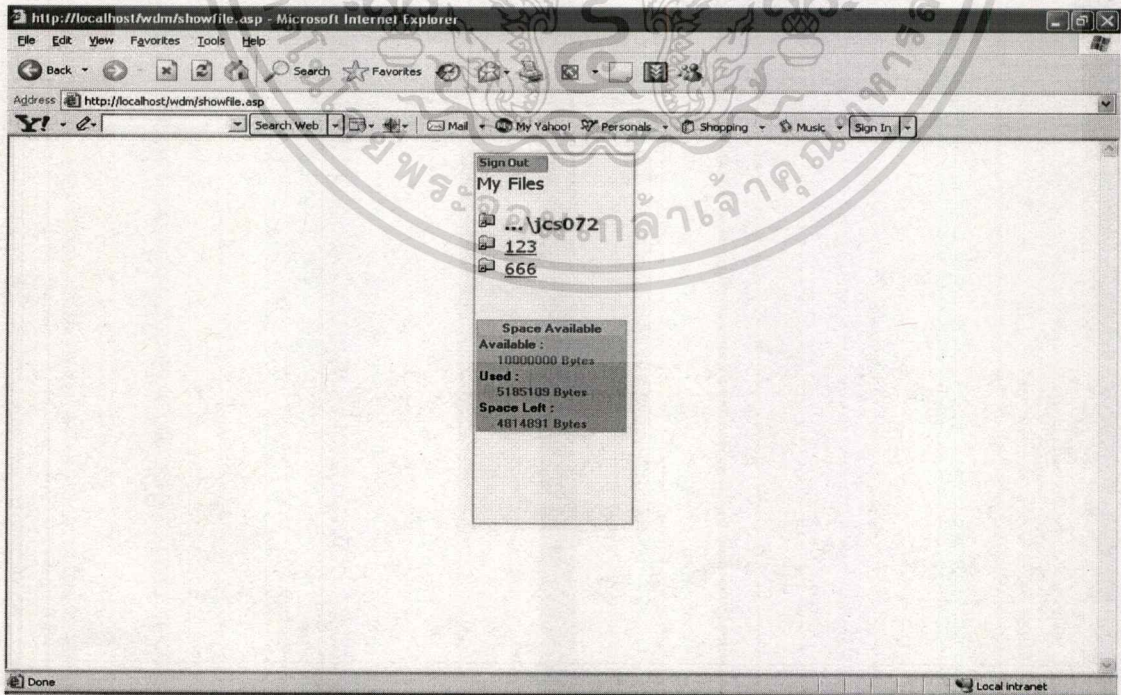 http://localhost/wdm/showfile.asp - Microsoft Internet Explorer
File Edit View Favorites Tools Help
Back Search Favorites
Address http://localhost/wdm/showfile.asp
Y! Search Web Mail My Yahoo! Personals Shopping Music Sign In
Sign Out
My Files
...\jcs072
123
666
Space Available
Available :
10000000 Bytes
Used :
5185109 Bytes
Space Left :
4814891 Bytes
Done Local intranet